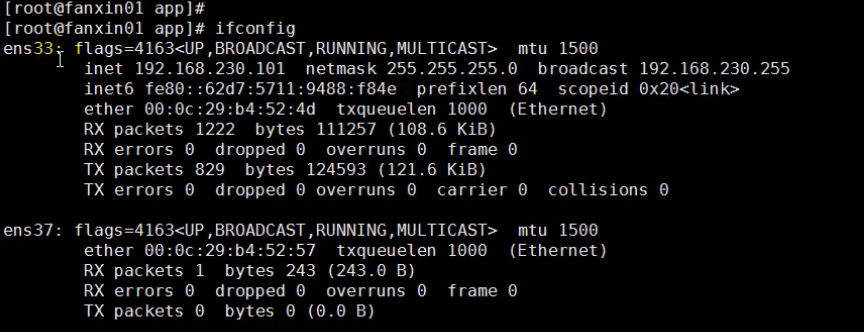 [root@fanxin01 app]#
[root@fanxin01 app]# ifconfig
ens33: flags=4163<UP,BROADCAST,RUNNING,MULTICAST>  mtu 1500
        inet 192.168.230.101  netmask 255.255.255.0  broadcast 192.168.230.255
        inet6 fe80::62d7:5711:9488:f84e  prefixlen 64  scopeid 0x20<link>
        ether 00:0c:29:b4:52:4d  txqueuelen 1000  (Ethernet)
        RX packets 1222  bytes 111257 (108.6 KiB)
        RX errors 0  dropped 0  overruns 0  frame 0
        TX packets 829  bytes 124593 (121.6 KiB)
        TX errors 0  dropped 0 overruns 0  carrier 0  collisions 0

ens37: flags=4163<UP,BROADCAST,RUNNING,MULTICAST>  mtu 1500
        ether 00:0c:29:b4:52:57  txqueuelen 1000  (Ethernet)
        RX packets 1  bytes 243 (243.0 B)
        RX errors 0  dropped 0  overruns 0  frame 0
        TX packets 0  bytes 0 (0.0 B)